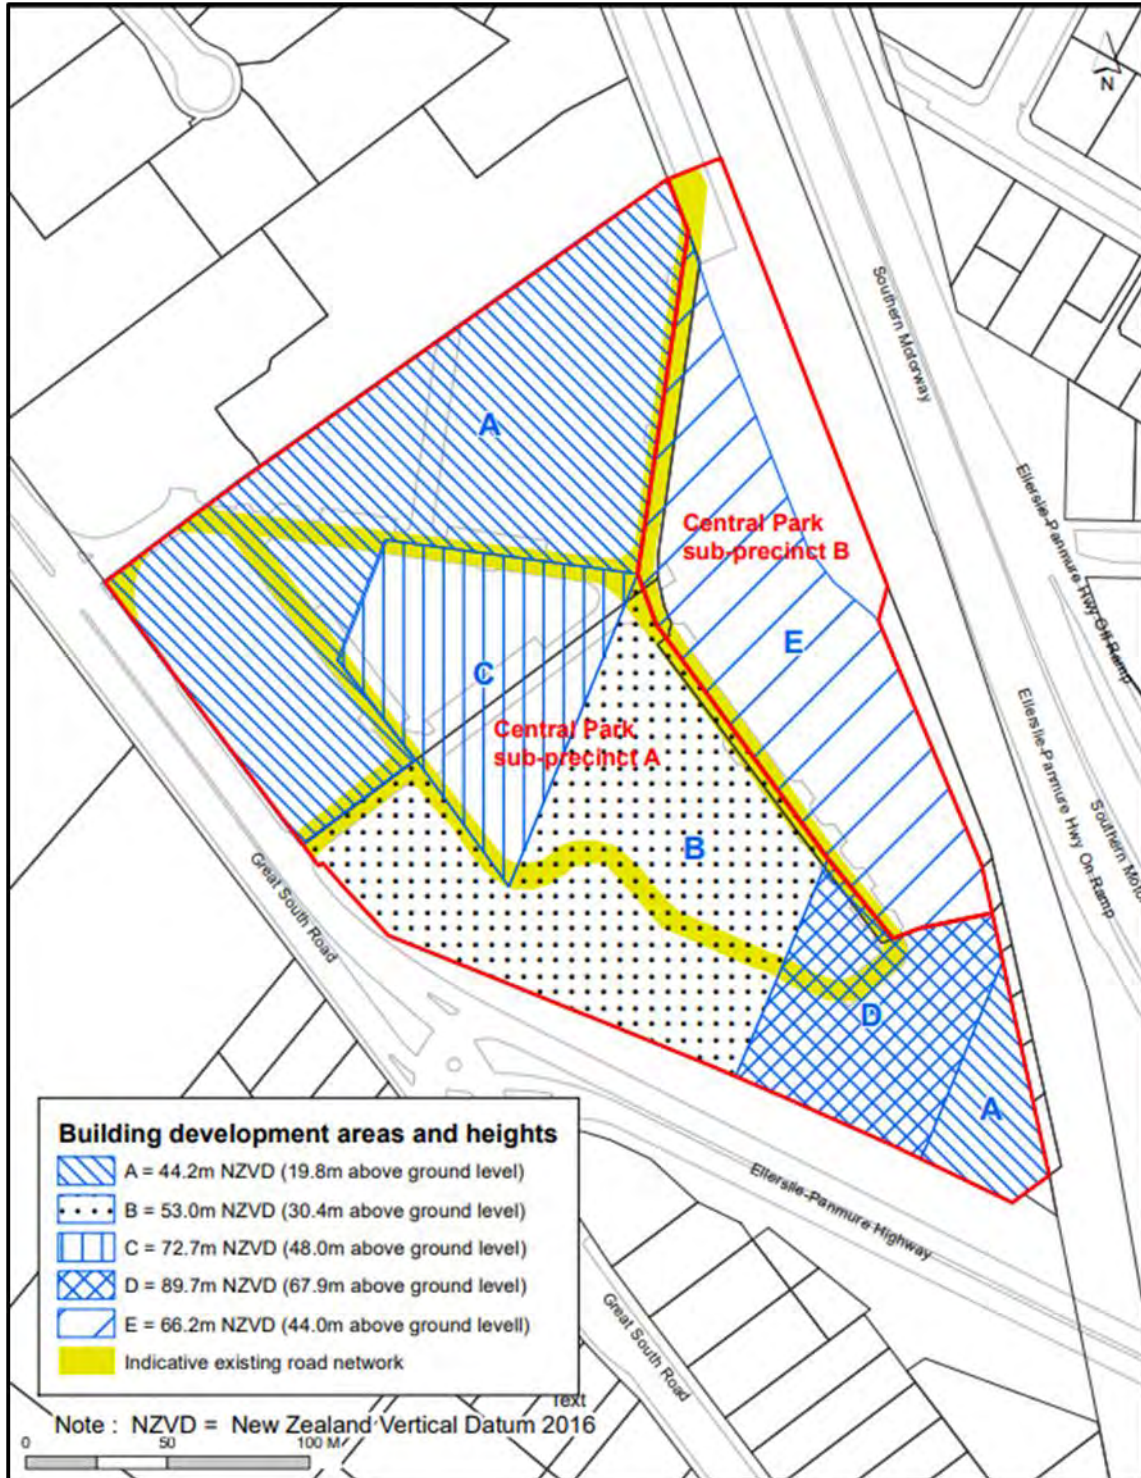 N
Southern Motorway
A
Ellerslie-Panmure Hwy Off Ramp
Central Park
sub-precinct B
E
C
Central Park
sub-precinct A
Ellerslie-Panmure Hwy On Ramp
B
Great South Road
D
A
Ellerslie-Panmure Highway
Great South Road
Building development areas and heights
A = 44.2m NZVD (19.8m above ground level)
B = 53.0m NZVD (30.4m above ground level)
C = 72.7m NZVD (48.0m above ground level)
D = 89.7m NZVD (67.9m above ground level)
E = 66.2m NZVD (44.0m above ground levell)
Indicative existing road network
Text
Note : NZVD = New Zealand Vertical Datum 2016
0 50 100 M